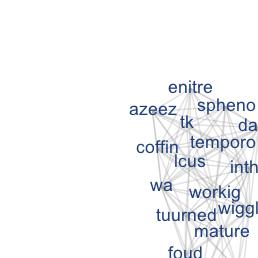 enitre
spheno
azeez
tk
da
temporo
coffin
lcus
inth
wa
workig
wiggl
tuurned
mature
foud